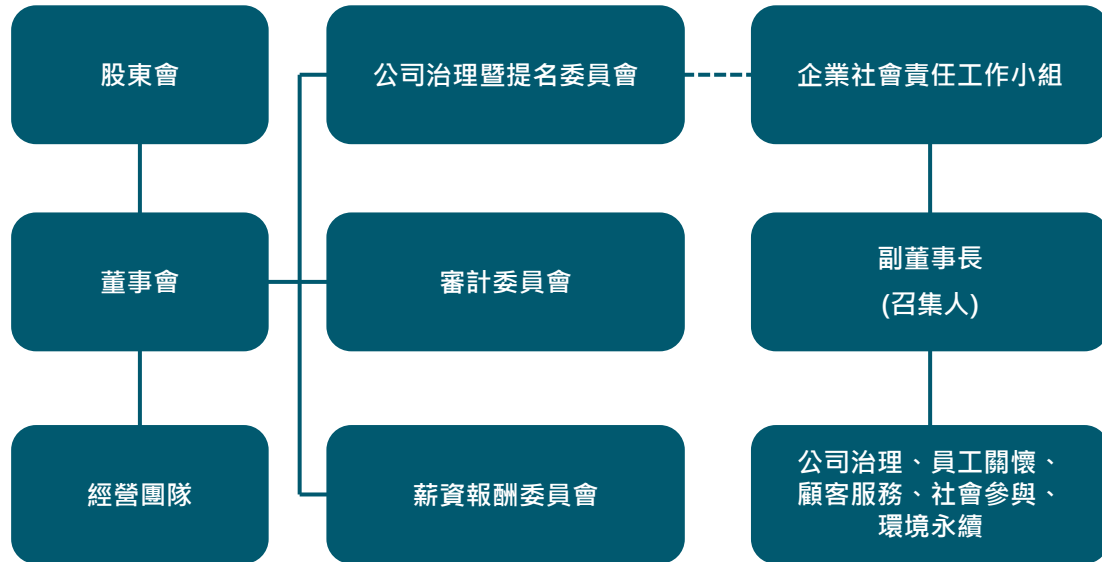 股東會
公司治理暨提名委員會
企業社會責任工作小組
董事會
審計委員會
副董事長
(召集人)
經營團隊
薪資報酬委員會
公司治理、員工關懷、
顧客服務、社會參與、
環境永續